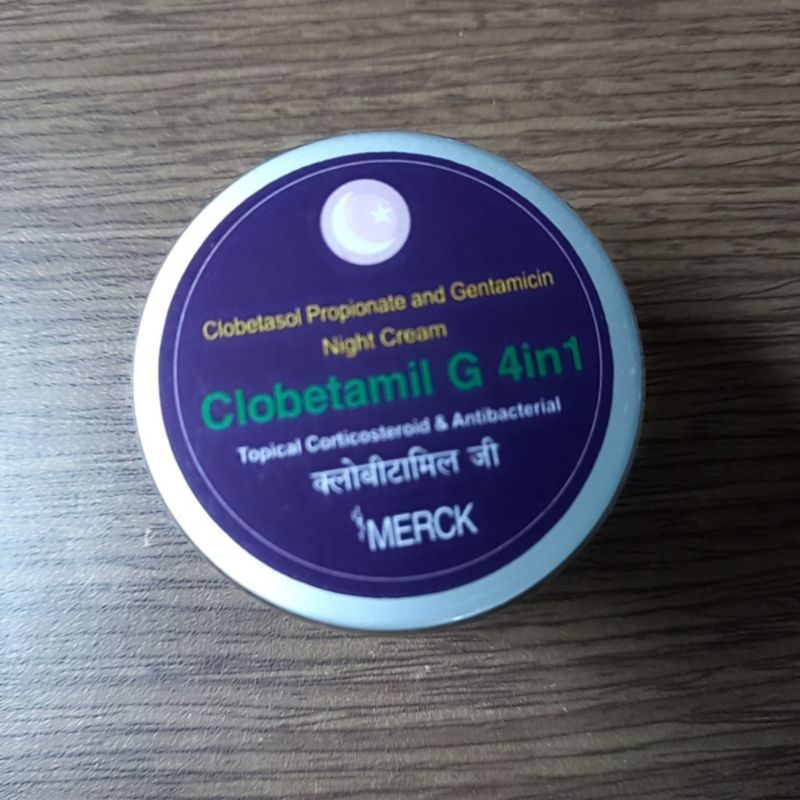 Clobetasol Propionate and Gentamicin
Night Cream
Clobetamil G 4in1
Topical Corticosteroid & Antibacterial
क्लोबीटामिल जी
MERCK